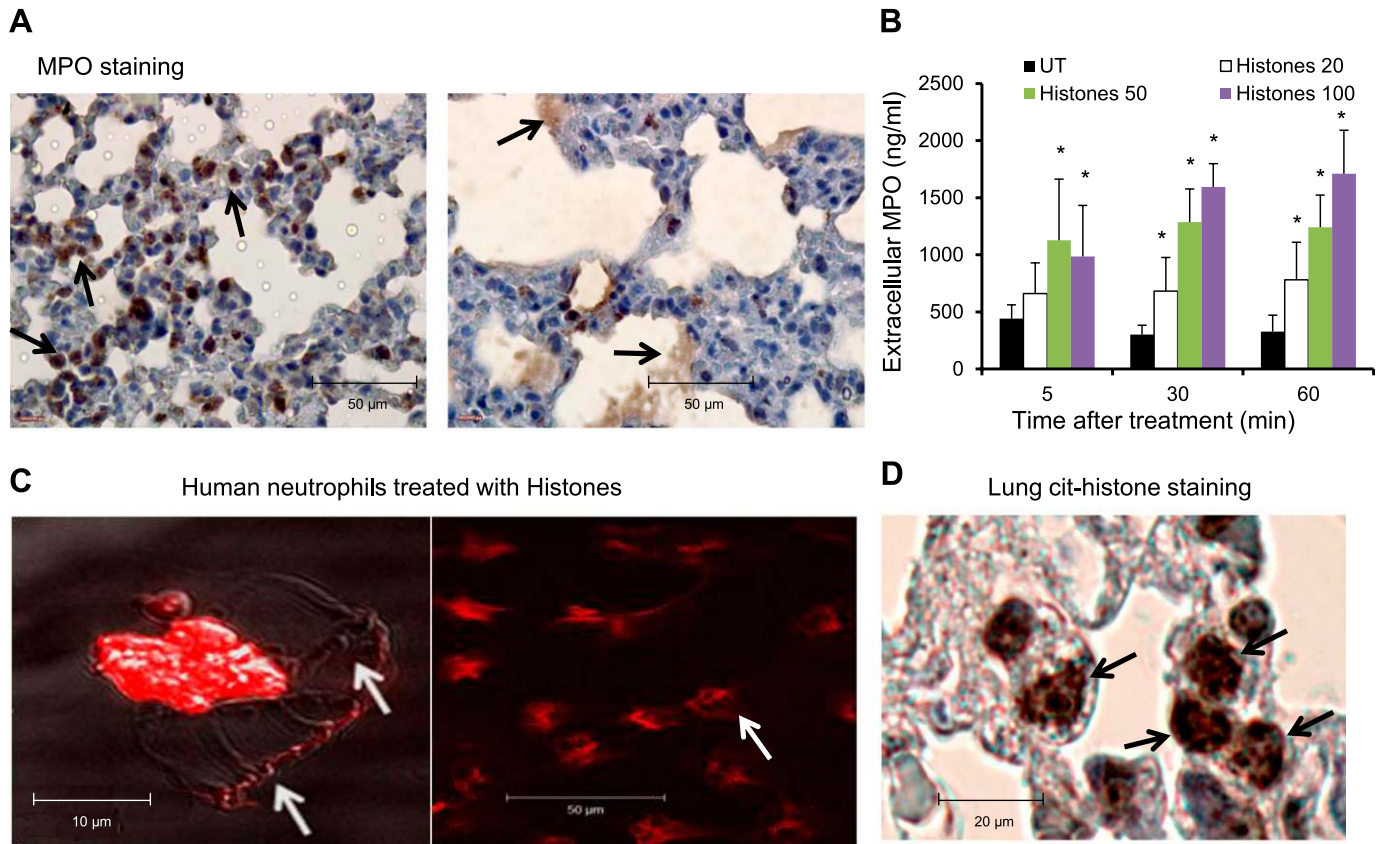 A
MPO staining
50 µm
50 µm
B
UT
Histones 20
Histones 50
Histones 100
Extracellular MPO (ng/ml)
2500
2000
1500
1000
500
0
* * * * * * * *
5 30 60
Time after treatment (min)
C
Human neutrophils treated with Histones
10 µm
50 µm
D
Lung cit-histone staining
20 µm